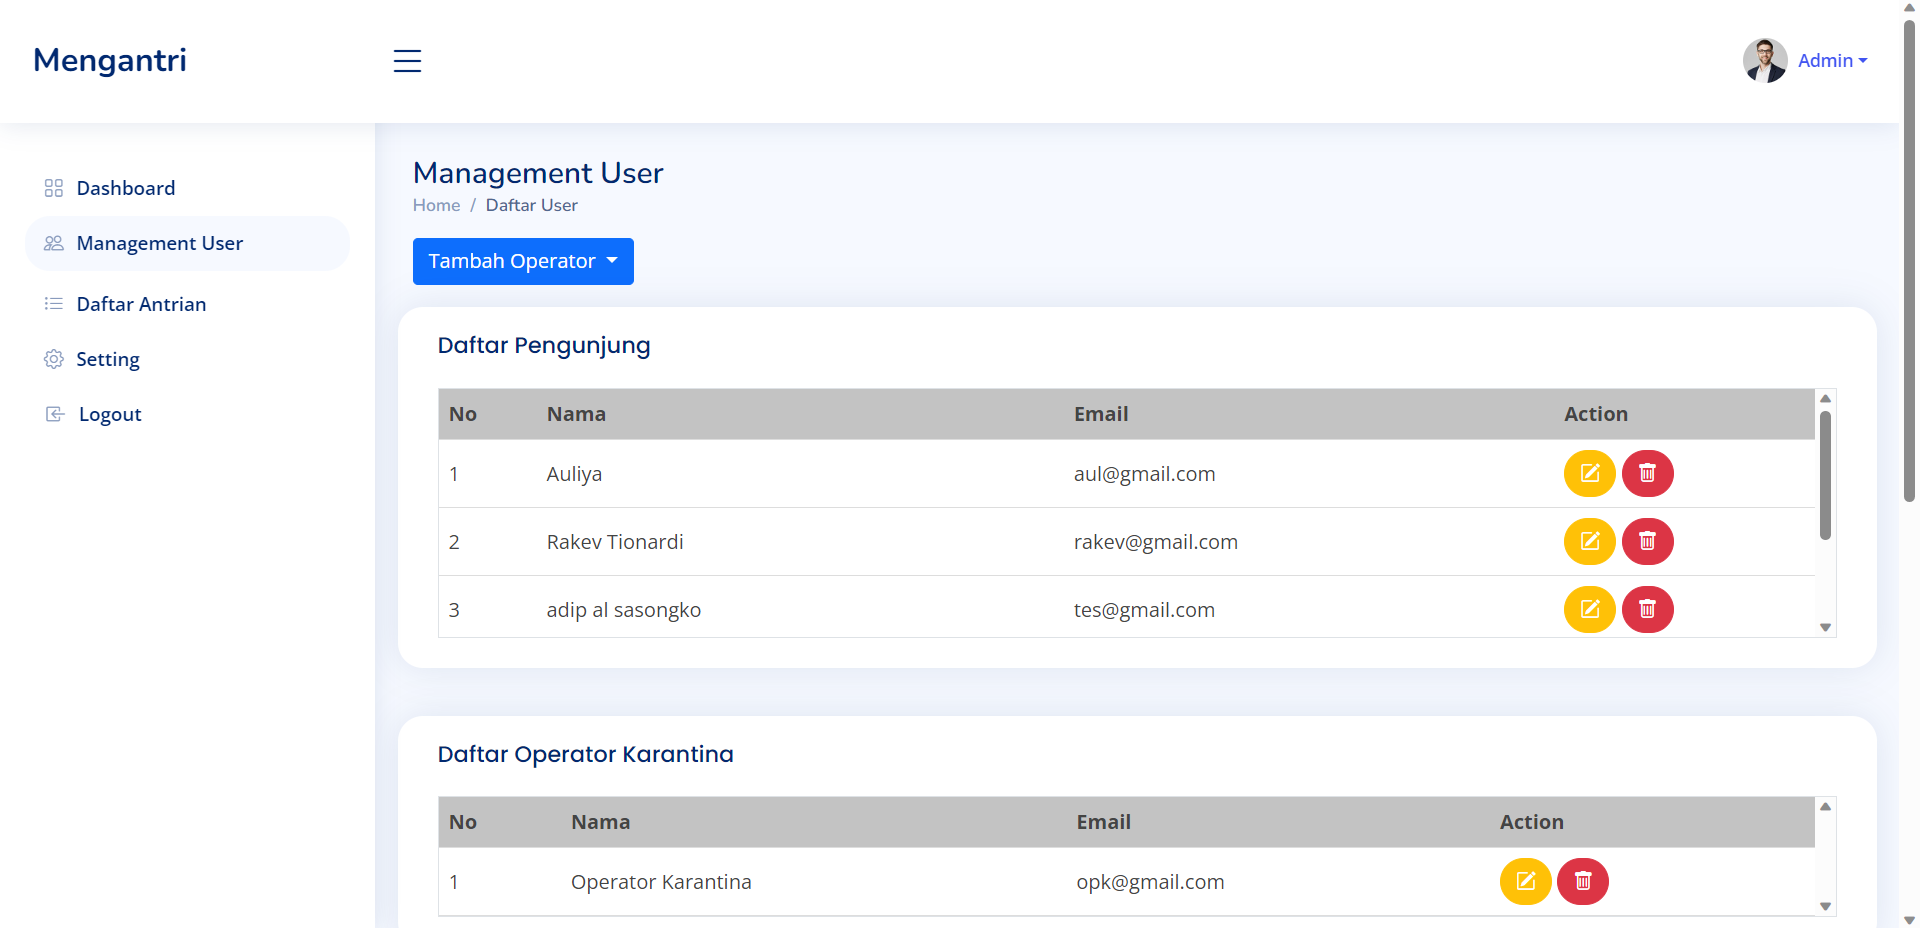 Mengantri
Admin
Dashboard
Management User
Daftar Antrian
Setting
Logout
Management User
Home / Daftar User
Tambah Operator
Daftar Pengunjung
No Nama Email Action
1 Auliya aul@gmail.com
2 Rakev Tionardi rakev@gmail.com
3 adip al sasongko tes@gmail.com
Daftar Operator Karantina
No Nama Email Action
1 Operator Karantina opk@gmail.com